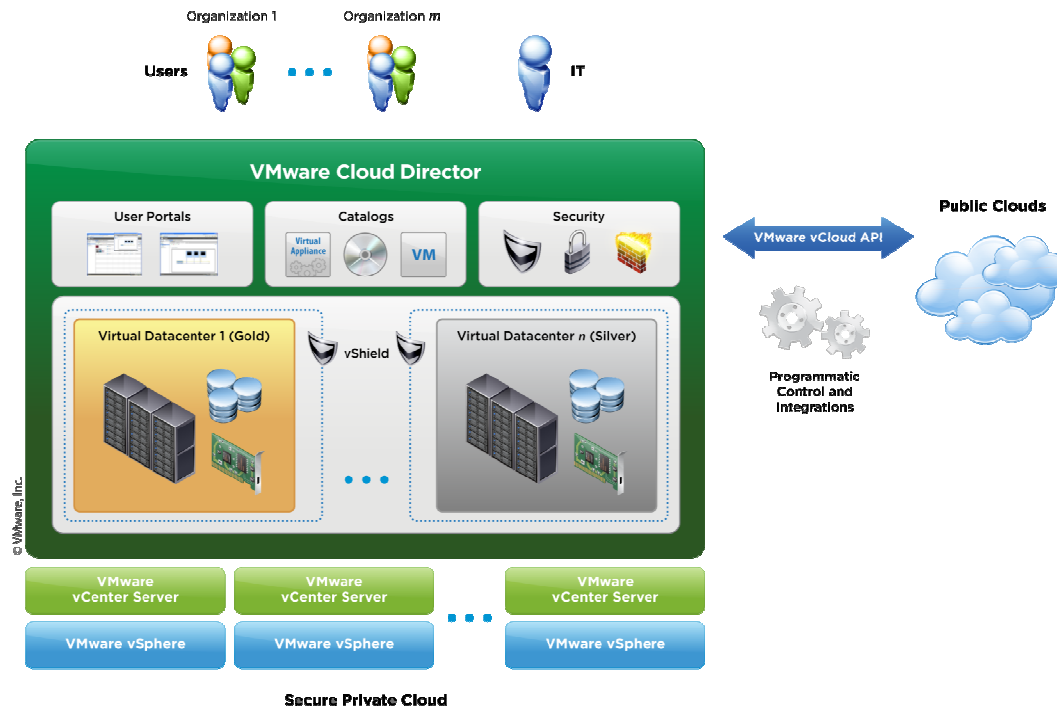 Organization 1
Organization m
Users
IT
VMware Cloud Director
User Portals
Catalogs
Security
Virtual
Appliance
VM
Public Clouds
VMware vCloud API
Virtual Datacenter 1 (Gold)
vShield
Virtual Datacenter n (Silver)
Programmatic
Control and
Integrations
© VMware, Inc.
VMware
vCenter Server
VMware
vCenter Server
VMware
vCenter Server
VMware vSphere
VMware vSphere
VMware vSphere
Secure Private Cloud